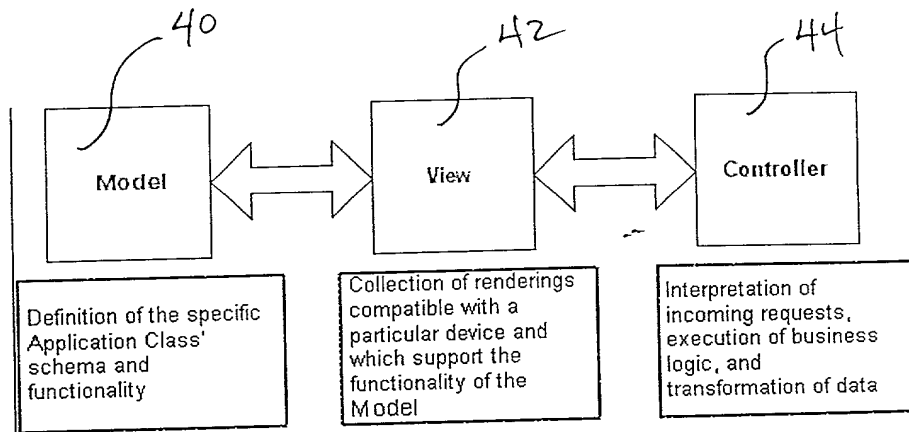 40
42
44
Model
View
Controller
Definition of the specific
Application Class'
schema and
functionality
Collection of renderings
compatible with a
particular device and
which support the
functionality of the
Model
Interpretation of
incoming requests,
execution of business
logic, and
transformation of data